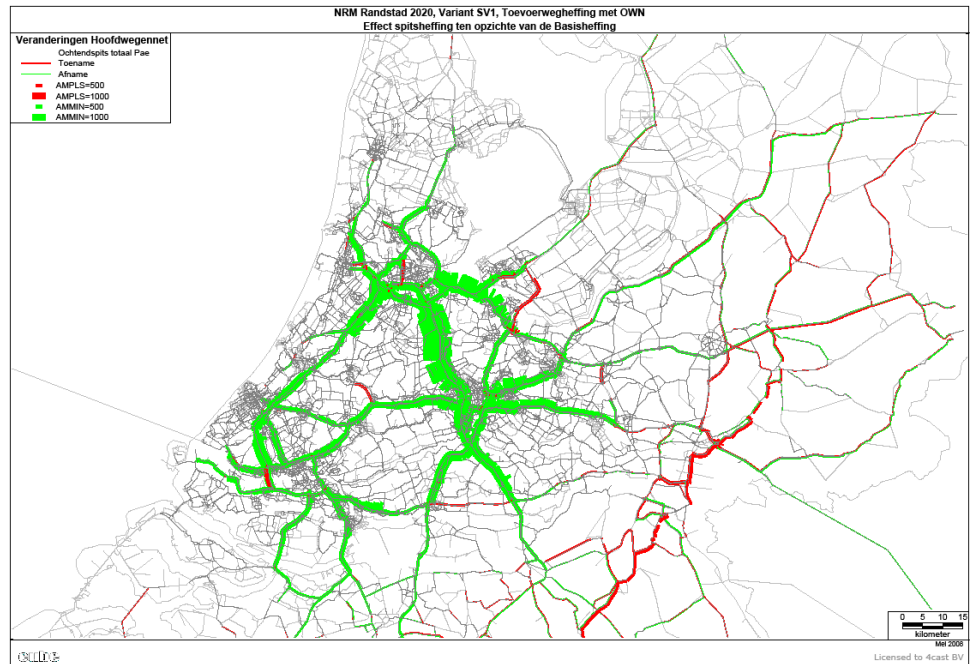 NRM Randstad 2020, Variant SV1, Toevoerwegheffing met OWN
Effect spitsheffing ten opzichte van de Basisheffing
Veranderingen Hoofdwegennet
Ochtendspits totaal Pae
Toename
Afname
AMPLS=500
AMPLS=1000
AMMIN=500
AMMIN=1000
0 5 10 15
kilometer
Mei 2008
cube
Licensed to 4cast BV